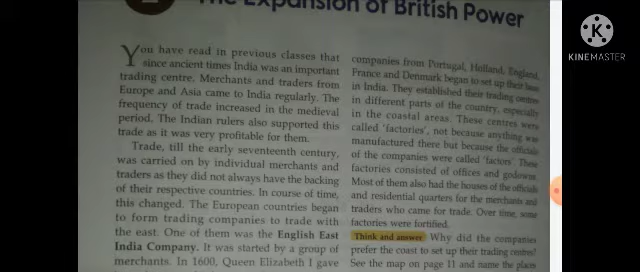 The Expansion of British Power
KINEMASTER
You have read in previous classes that
since ancient times India was an important
trading centre. Merchants and traders from
Europe and Asia came to India regularly. The
frequency of trade increased in the medieval
period. The Indian rulers also supported this
trade as it was very profitable for them.
Trade, till the early seventeenth century,
was carried on by individual merchants and
traders as they did not always have the backing
of their respective countries. In course of time,
this changed. The European countries began
to form trading companies to trade with
the east. One of them was the English East
India Company. It was started by a group of
merchants. In 1600, Queen Elizabeth I gave
companies from Portugal, Holland, England,
France and Denmark began to set up their base
in India. They established their trading centres
in different parts of the country, especially
in the coastal areas. These centres were
called 'factories', not because anything was
manufactured there but because the officials
of the companies were called 'factors'. These
factories consisted of offices and godowns.
Most of them also had the houses of the officials
and residential quarters for the merchants and
traders who came for trade. Over time, some
factories were fortified.
Think and answer Why did the companies
prefer the coast to set up their trading centres?
See the map on page 11 and name the places